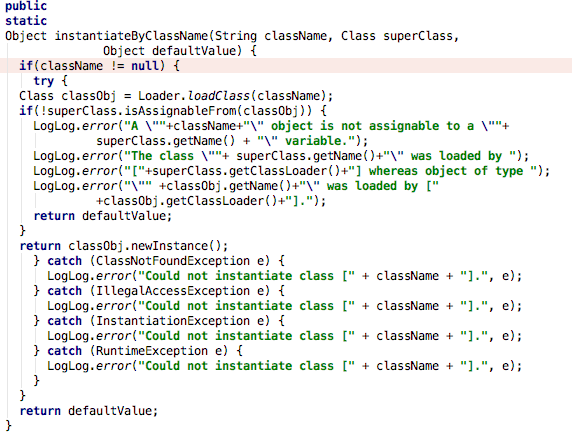 public
static
Object instantiateByClassName(String className, Class superClass,
              Object defaultValue) {
  if(className != null) {
    try {
  Class classObj = Loader.loadClass(className);
  if(!superClass.isAssignableFrom(classObj)) {
    LogLog.error("A \""+className+"\" object is not assignable to a \""+
             superClass.getName() + "\" variable.");
    LogLog.error("The class \""+ superClass.getName()+"\" was loaded by ");
    LogLog.error("["+superClass.getClassLoader()+"] whereas object of type ");
    LogLog.error("\"" +classObj.getName()+"\" was loaded by ["
             +classObj.getClassLoader()+"].");
    return defaultValue;
  }
  return classObj.newInstance();
    } catch (ClassNotFoundException e) {
      LogLog.error("Could not instantiate class [" + className + "].", e);
    } catch (IllegalAccessException e) {
      LogLog.error("Could not instantiate class [" + className + "].", e);
    } catch (InstantiationException e) {
      LogLog.error("Could not instantiate class [" + className + "].", e);
    } catch (RuntimeException e) {
      LogLog.error("Could not instantiate class [" + className + "].", e);
    }
  }
  return defaultValue;
}